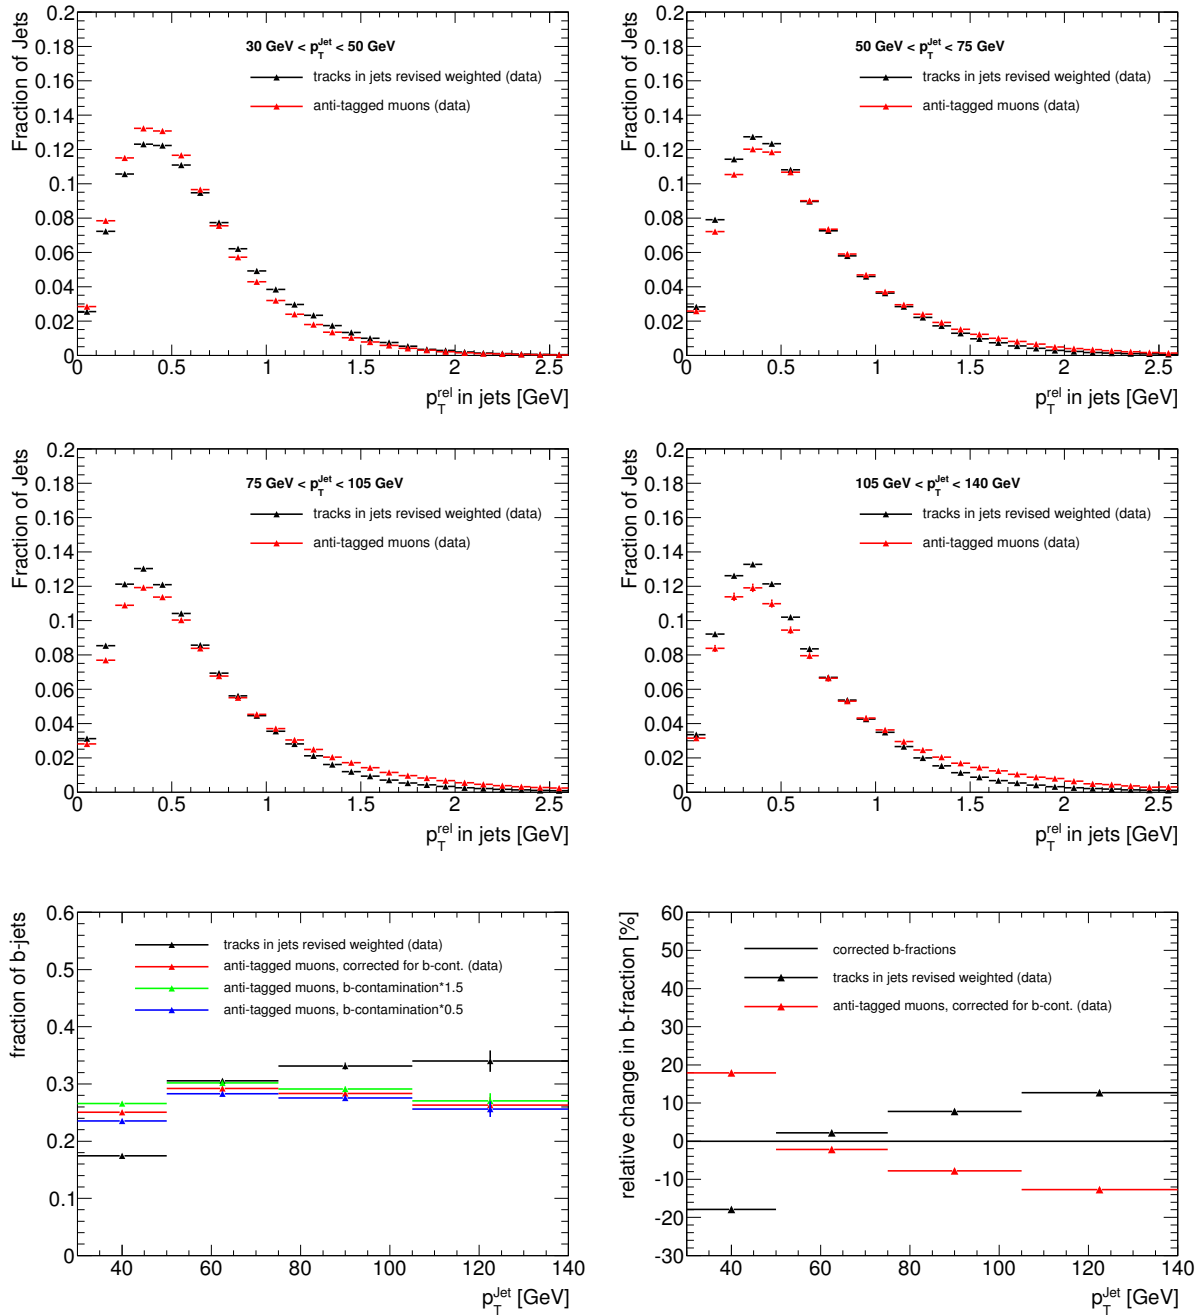 Fraction of Jets
0.2
0.18
0.16
0.14
0.12
0.1
0.08
0.06
0.04
0.02
0
30 GeV < p_T^Jet < 50 GeV
tracks in jets revised weighted (data)
anti-tagged muons (data)
0 0.5 1 1.5 2 2.5
p_T^rel in jets [GeV]
Fraction of Jets
0.2
0.18
0.16
0.14
0.12
0.1
0.08
0.06
0.04
0.02
0
50 GeV < p_T^Jet < 75 GeV
tracks in jets revised weighted (data)
anti-tagged muons (data)
0 0.5 1 1.5 2 2.5
p_T^rel in jets [GeV]
Fraction of Jets
0.2
0.18
0.16
0.14
0.12
0.1
0.08
0.06
0.04
0.02
0
75 GeV < p_T^Jet < 105 GeV
tracks in jets revised weighted (data)
anti-tagged muons (data)
0 0.5 1 1.5 2 2.5
p_T^rel in jets [GeV]
Fraction of Jets
0.2
0.18
0.16
0.14
0.12
0.1
0.08
0.06
0.04
0.02
0
105 GeV < p_T^Jet < 140 GeV
tracks in jets revised weighted (data)
anti-tagged muons (data)
0 0.5 1 1.5 2 2.5
p_T^rel in jets [GeV]
fraction of b-jets
0.6
0.5
0.4
0.3
0.2
0.1
0
tracks in jets revised weighted (data)
anti-tagged muons, corrected for b-cont. (data)
anti-tagged muons, b-contamination*1.5
anti-tagged muons, b-contamination*0.5
40 60 80 100 120 140
p_T^Jet [GeV]
relative change in b-fraction [%]
60
50
40
30
20
10
0
-10
-20
-30
corrected b-fractions
tracks in jets revised weighted (data)
anti-tagged muons, corrected for b-cont. (data)
40 60 80 100 120 140
p_T^Jet [GeV]